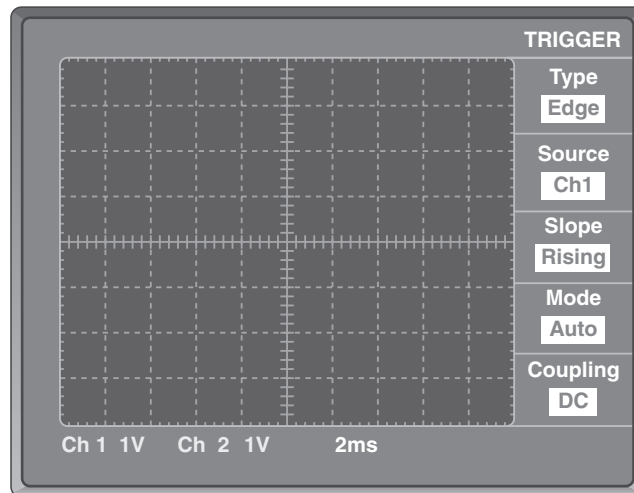 TRIGGER
Type
Edge
Source
Ch1
Slope
Rising
Mode
Auto
Coupling
DC
Ch 1 1V Ch 2 1V 2ms